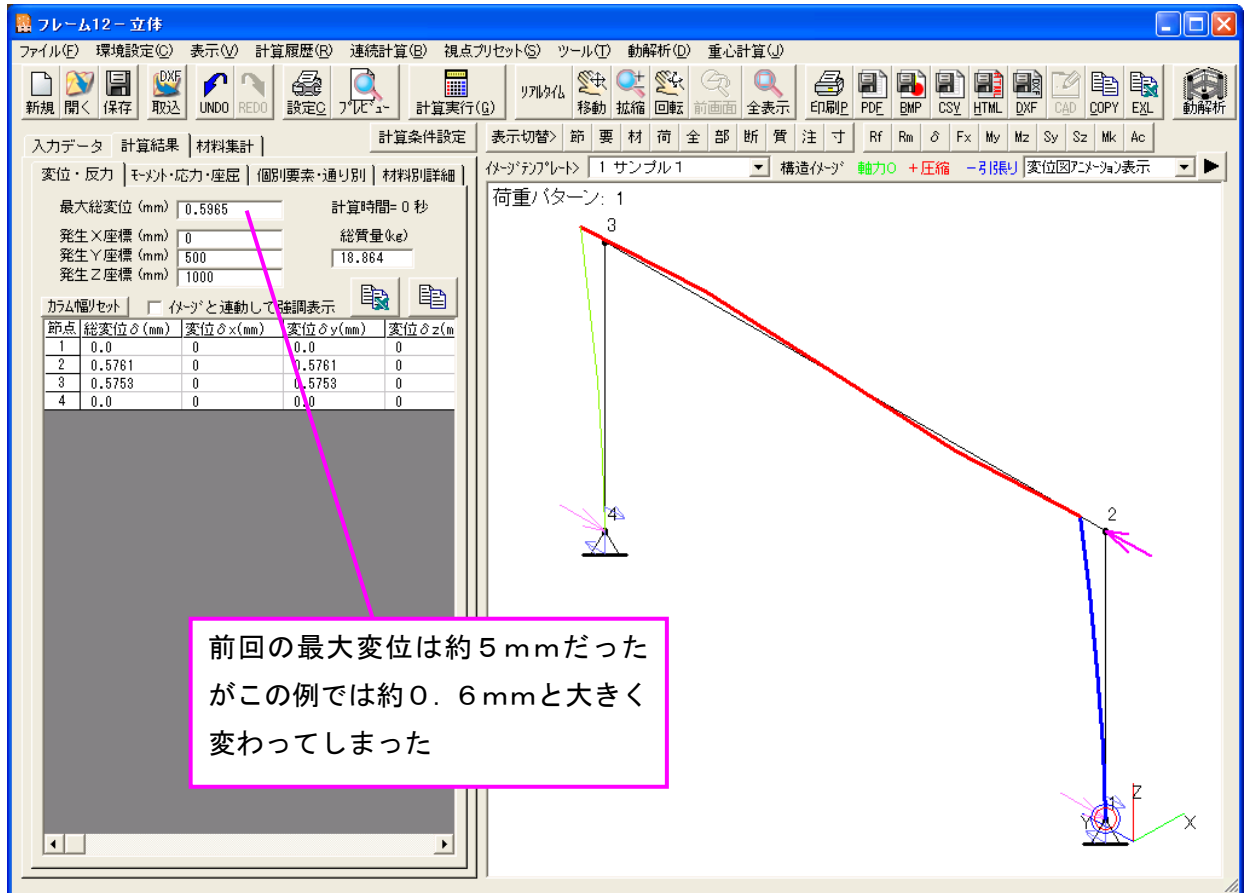 フレーム12－立体
ファイル(F) 環境設定(C) 表示(V) 計算履歴(R) 連続計算(B) 視点プリセット(S) ツール(T) 動解析(D) 重心計算(J)
新規 開く 保存 DXF 取込 UNDO REDO 設定C プレビュー 計算実行(G) リアルタイム 移動 拡縮 回転 前画面 全表示 印刷P PDF BMP CSV HTML DXF CAD COPY EXL 動解析
入力データ 計算結果 材料集計 計算条件設定
表示切替> 節 要 材 荷 全 部 断 質 注 寸 Rf Rm δ Fx My Mz Sy Sz Mk Ac
変位・反力 モーメント・応力・座屈 個別要素・通り別 材料別詳細
イメージテンプレート> 1 サンプル1 構造イメージ 軸力0 +圧縮 －引張り 変位図アニメーション表示
最大総変位 (mm) 0.5965 計算時間= 0 秒
発生X座標 (mm) 0 総質量(kg)
発生Y座標 (mm) 500 18.864
発生Z座標 (mm) 1000
カラム幅リセット イメージと連動して強調表示
節点 総変位δ(mm) 変位δx(mm) 変位δy(mm) 変位δz(m
1 0.0 0 0.0 0
2 0.5761 0 0.5761 0
3 0.5753 0 0.5753 0
4 0.0 0 0.0 0
荷重パターン: 1
3
4
2
1
Z
Y
X
前回の最大変位は約５ｍｍだった
がこの例では約０．６ｍｍと大きく
変わってしまった